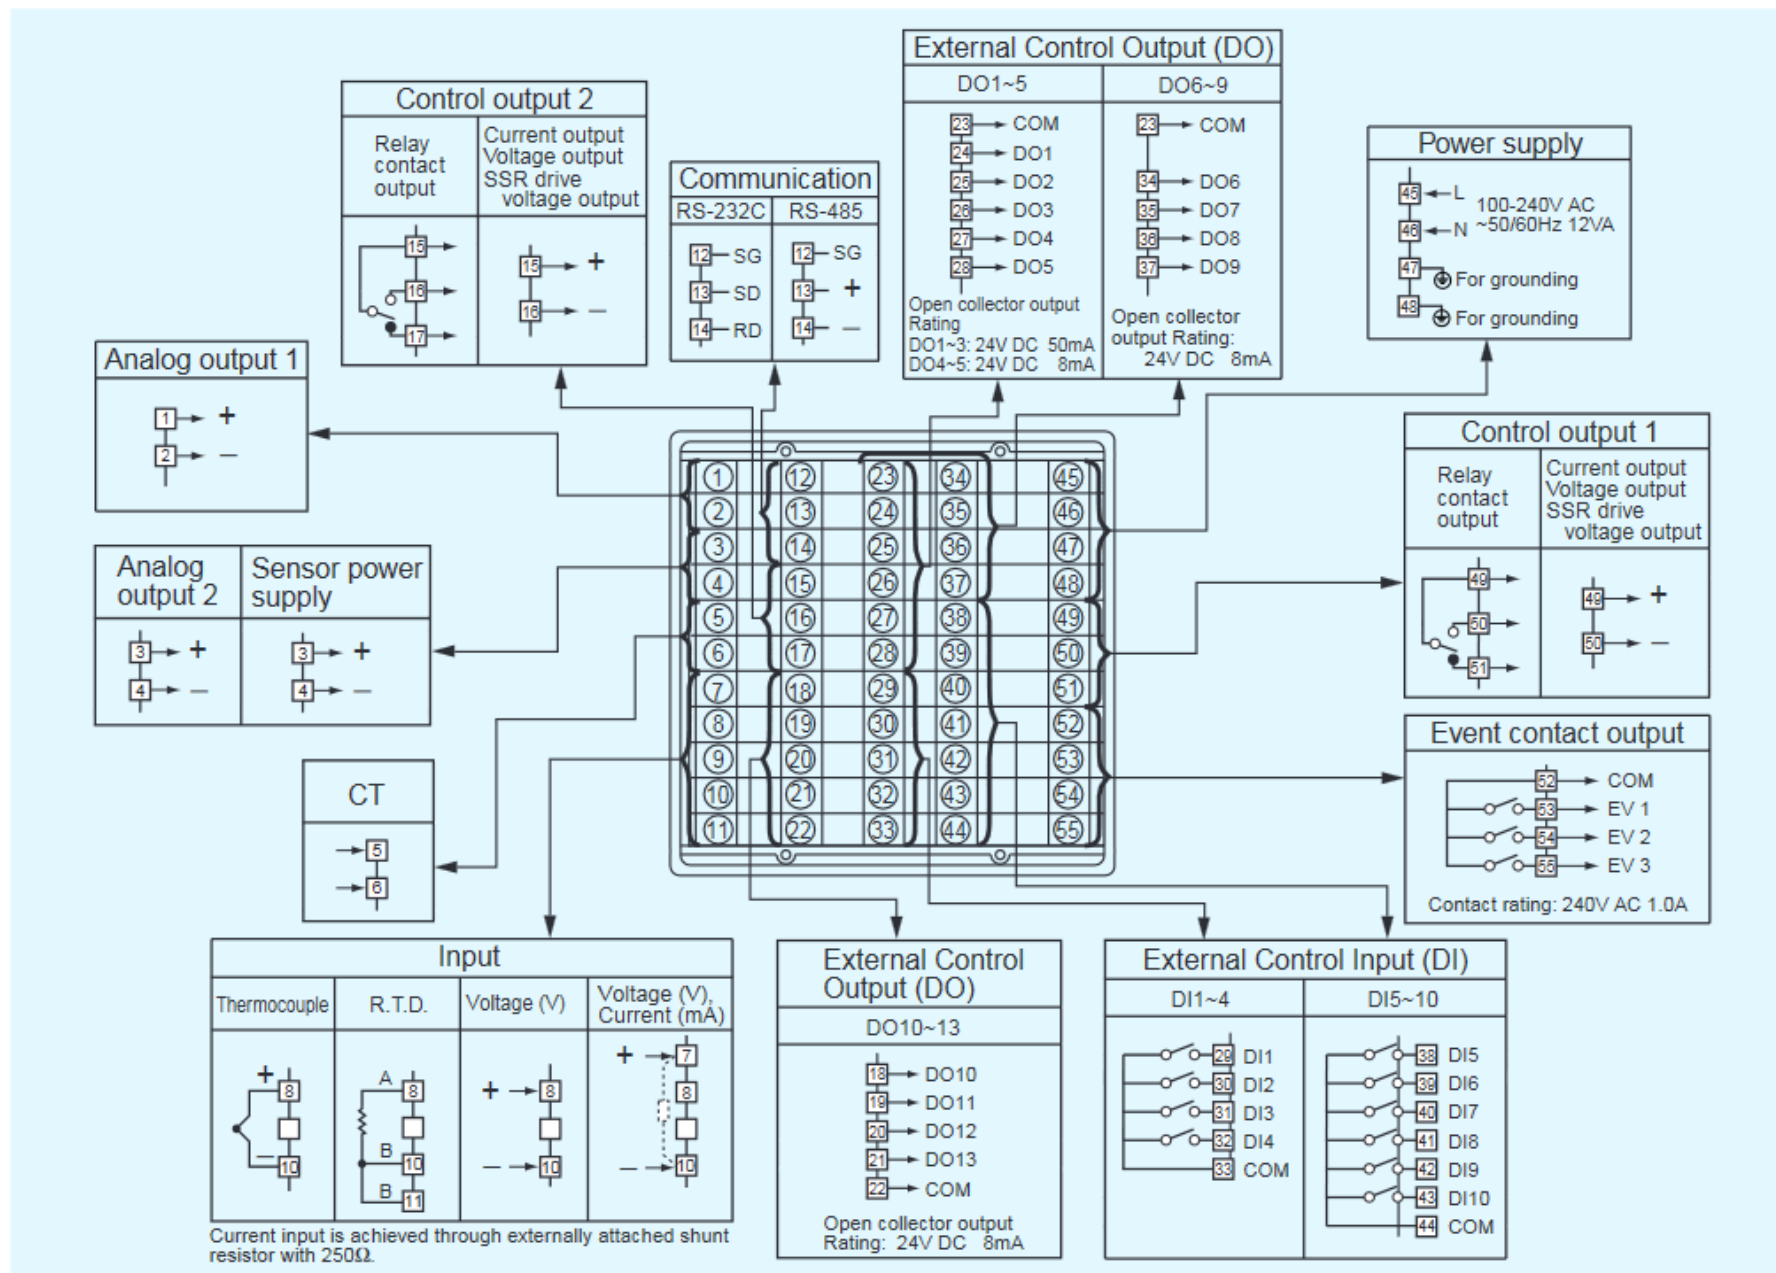 External Control Output (DO)
DO1~5
DO6~9
23 COM
24 DO1
25 DO2
26 DO3
27 DO4
28 DO5
Open collector output
Rating
DO1~3: 24V DC 50mA
DO4~5: 24V DC 8mA
23 COM
34 DO6
35 DO7
36 DO8
37 DO9
Open collector
output Rating:
24V DC 8mA
Control output 2
Relay
contact
output
15
16
17
Current output
Voltage output
SSR drive
voltage output
15 +
16 −
Communication
RS-232C
RS-485
12 SG
13 SD
14 RD
12 SG
13 +
14 −
Power supply
45 L
46 N
100-240V AC
~50/60Hz 12VA
47 For grounding
48 For grounding
Analog output 1
1 +
2 −
Analog
output 2
3 +
4 −
Sensor power
supply
3 +
4 −
CT
5
6
1 12 23 34 45
2 13 24 35 46
3 14 25 36 47
4 15 26 37 48
5 16 27 38 49
6 17 28 39 50
7 18 29 40 51
8 19 30 41 52
9 20 31 42 53
10 21 32 43 54
11 22 33 44 55
Control output 1
Relay
contact
output
49
50
51
Current output
Voltage output
SSR drive
voltage output
49 +
50 −
Event contact output
52 COM
53 EV 1
54 EV 2
55 EV 3
Contact rating: 240V AC 1.0A
Input
Thermocouple
+ 8
− 10
R.T.D.
A 8
B 10
B 11
Voltage (V)
+ 8
− 10
Voltage (V),
Current (mA)
+ 7
8
− 10
Current input is achieved through externally attached shunt
resistor with 250Ω.
External Control
Output (DO)
DO10~13
18 DO10
19 DO11
20 DO12
21 DO13
22 COM
Open collector output
Rating: 24V DC 8mA
External Control Input (DI)
DI1~4
29 DI1
30 DI2
31 DI3
32 DI4
33 COM
DI5~10
38 DI5
39 DI6
40 DI7
41 DI8
42 DI9
43 DI10
44 COM